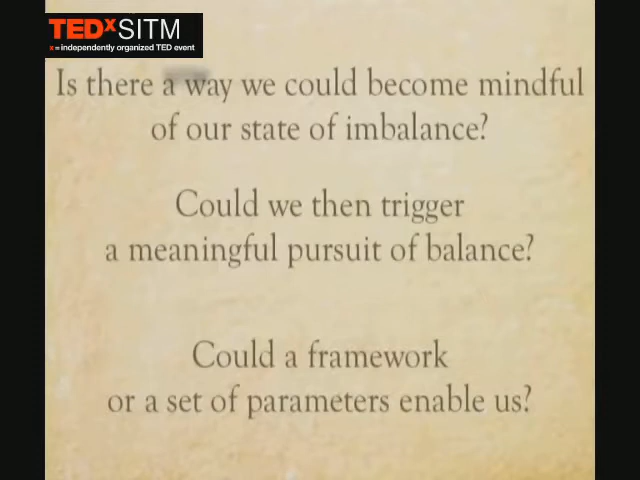 TEDxSITM
x = independently organized TED event
Is there a way we could become mindful
of our state of imbalance?
Could we then trigger
a meaningful pursuit of balance?
Could a framework
or a set of parameters enable us?